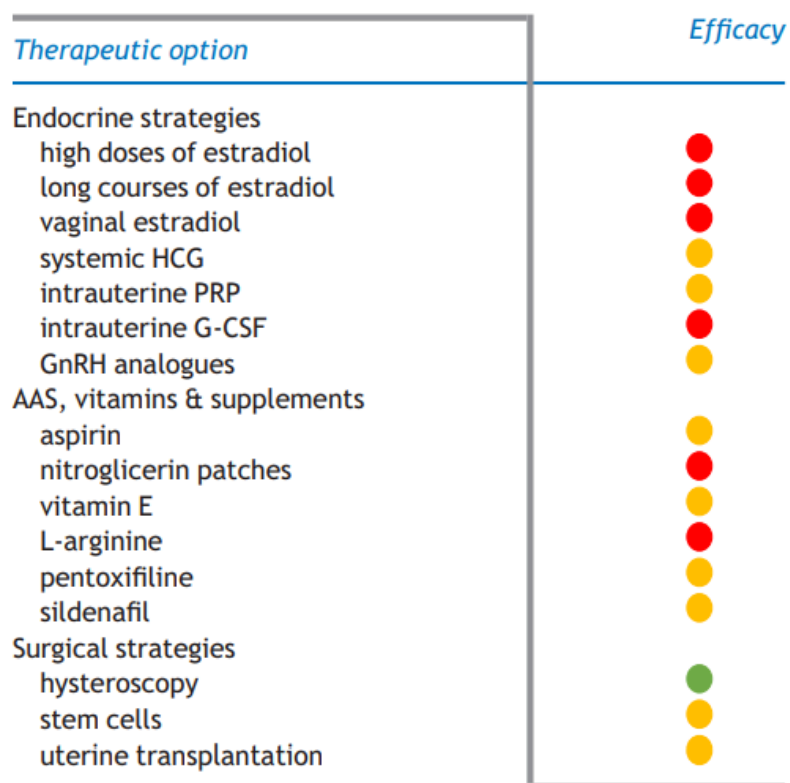 Efficacy
Therapeutic option
Endocrine strategies
high doses of estradiol
long courses of estradiol
vaginal estradiol
systemic HCG
intrauterine PRP
intrauterine G-CSF
GnRH analogues
AAS, vitamins & supplements
aspirin
nitroglicerin patches
vitamin E
L-arginine
pentoxifiline
sildenafil
Surgical strategies
hysteroscopy
stem cells
uterine transplantation